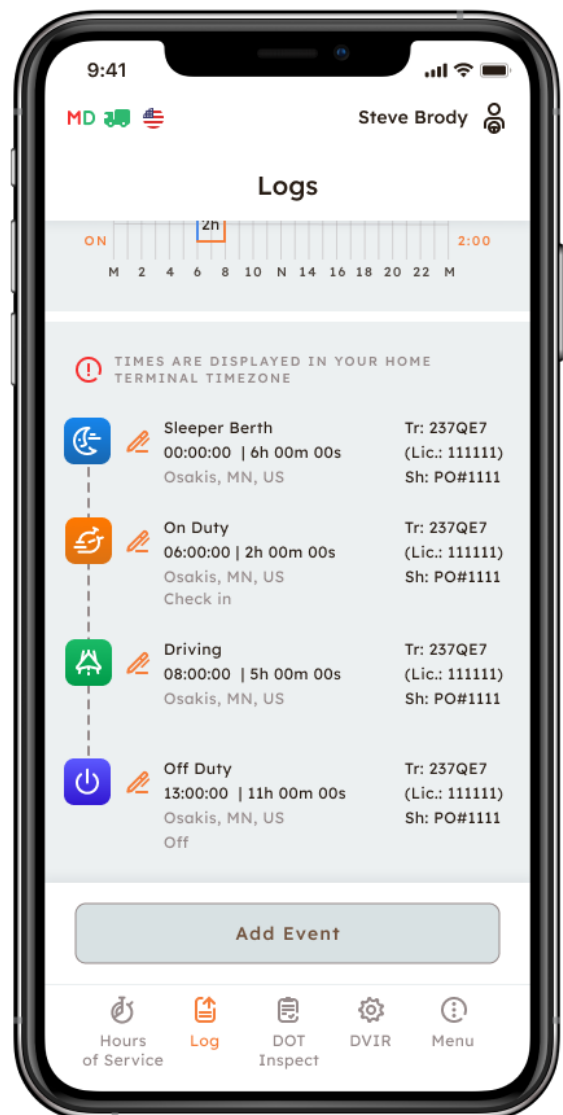 9:41
MD
Steve Brody
Logs
2h
ON
2:00
M 2 4 6 8 10 N 14 16 18 20 22 M
TIMES ARE DISPLAYED IN YOUR HOME
TERMINAL TIMEZONE
Sleeper Berth
00:00:00 | 6h 00m 00s
Osakis, MN, US
Tr: 237QE7
(Lic.: 111111)
Sh: PO#1111
On Duty
06:00:00 | 2h 00m 00s
Osakis, MN, US
Check in
Tr: 237QE7
(Lic.: 111111)
Sh: PO#1111
Driving
08:00:00 | 5h 00m 00s
Osakis, MN, US
Tr: 237QE7
(Lic.: 111111)
Sh: PO#1111
Off Duty
13:00:00 | 11h 00m 00s
Osakis, MN, US
Off
Tr: 237QE7
(Lic.: 111111)
Sh: PO#1111
Add Event
Hours
of Service
Log
DOT
Inspect
DVIR
Menu